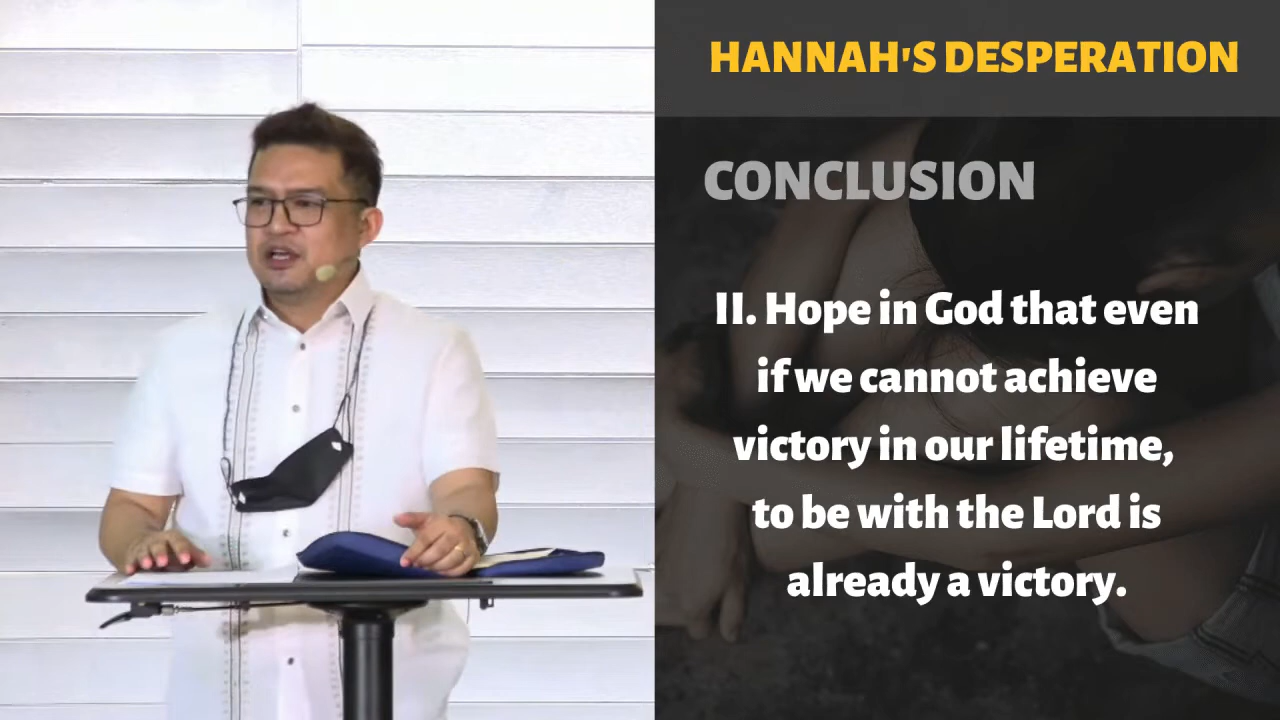 HANNAH'S DESPERATION
CONCLUSION
II. Hope in God that even
if we cannot achieve
victory in our lifetime,
to be with the Lord is
already a victory.